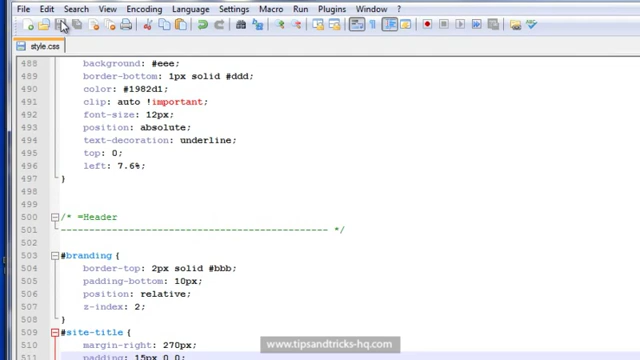 File Edit Search View Encoding Language Settings Macro Run Plugins Window ?
style.css
488 background: #eee;
489 border-bottom: 1px solid #ddd;
490 color: #1982d1;
491 clip: auto !important;
492 font-size: 12px;
493 position: absolute;
494 text-decoration: underline;
495 top: 0;
496 left: 7.6%;
497 }
498
499
500 /* =Header
501 ----------------------------------------------- */
502
503 #branding {
504 border-top: 2px solid #bbb;
505 padding-bottom: 10px;
506 position: relative;
507 z-index: 2;
508 }
509 #site-title {
510 margin-right: 270px;
511 padding: 15px 0 0;
www.tipsandtricks-hq.com